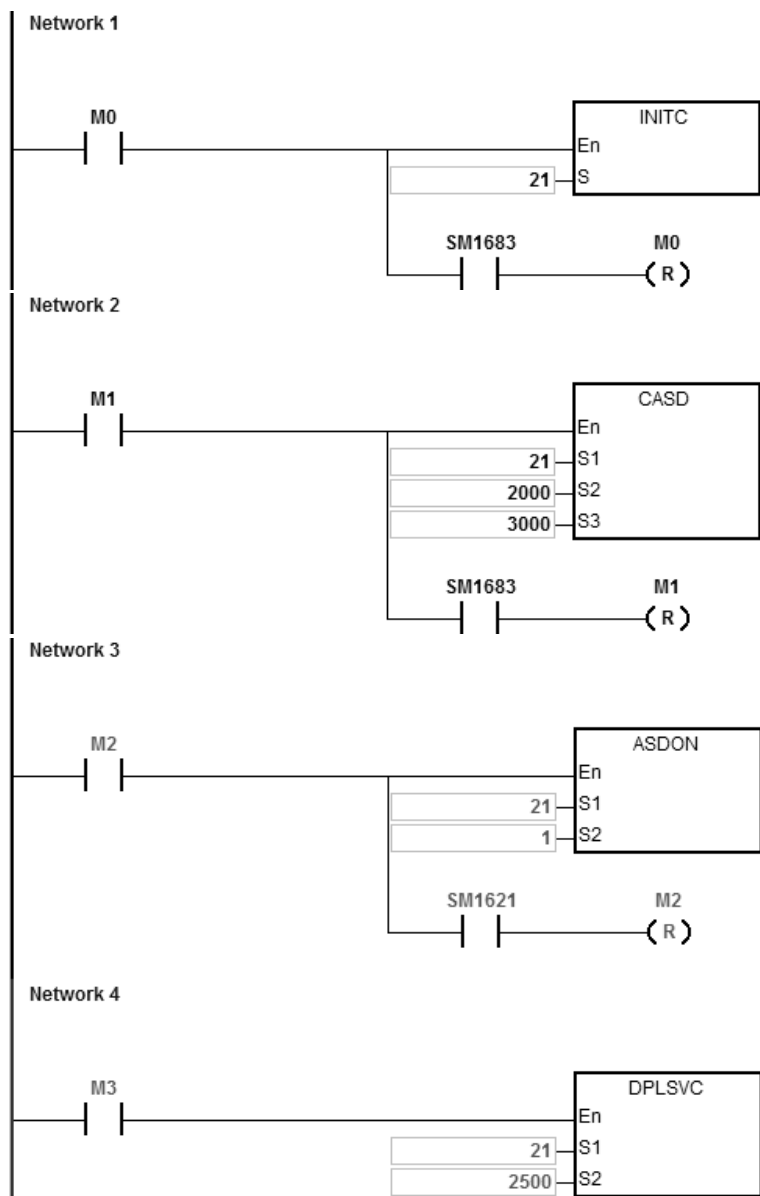 Network 1
M0
INITC
En
21 S
SM1683 M0
( R )
Network 2
M1
CASD
En
21 S1
2000 S2
3000 S3
SM1683 M1
( R )
Network 3
M2
ASDON
En
21 S1
1 S2
SM1621 M2
( R )
Network 4
M3
DPLSVC
En
21 S1
2500 S2